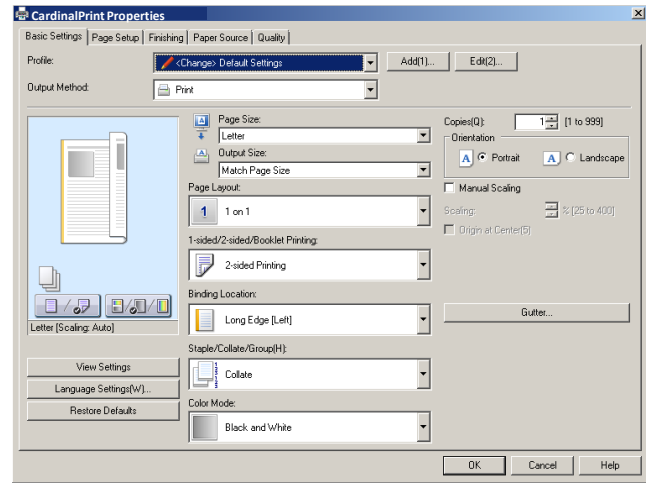 CardinalPrint Properties
Basic Settings Page Setup Finishing Paper Source Quality
Profile: <Change> Default Settings Add(1)... Edit(2)...
Output Method: Print
Page Size: Copies(Q): 1 [1 to 999]
Letter Orientation
Output Size: A Portrait A Landscape
Match Page Size
Page Layout: Manual Scaling
1 1 on 1 Scaling: % [25 to 400]
Origin at Center(5)
1-sided/2-sided/Booklet Printing:
2-sided Printing
Binding Location:
Long Edge [Left] Gutter...
Letter [Scaling: Auto]
Staple/Collate/Group(H):
View Settings
Collate
Language Settings(W)...
Restore Defaults Color Mode:
Black and White
OK Cancel Help